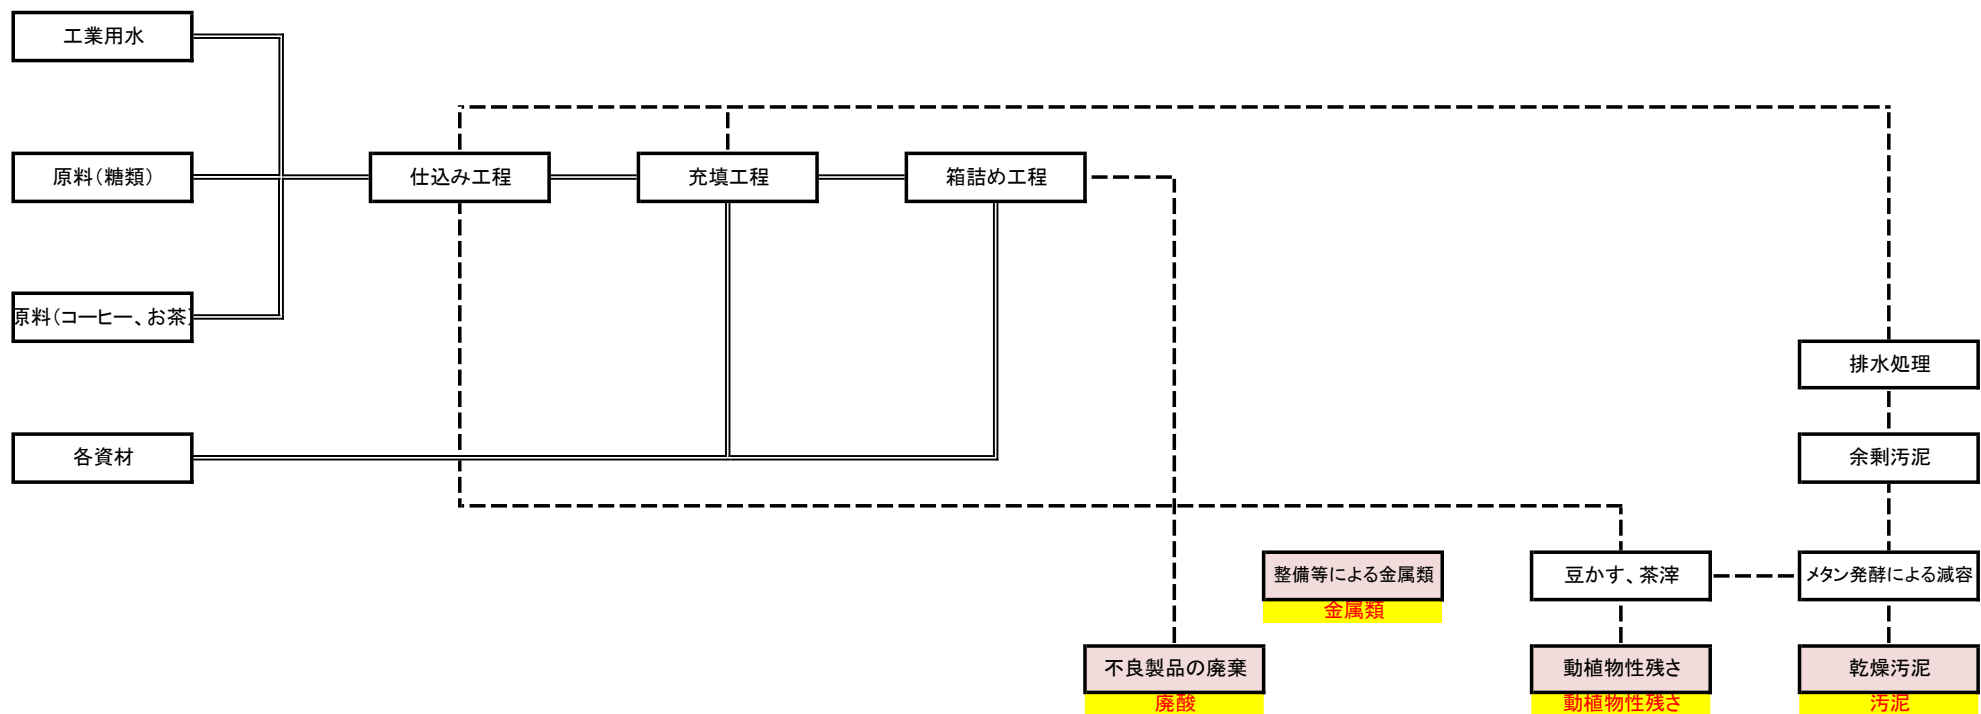 工業用水
原料（糖類）
仕込み工程
充填工程
箱詰め工程
原料（コーヒー、お茶）
排水処理
各資材
余剰汚泥
整備等による金属類
金属類
豆かす、茶滓
メタン発酵による減容
不良製品の廃棄
廃酸
動植物性残さ
動植物性残さ
乾燥汚泥
汚泥